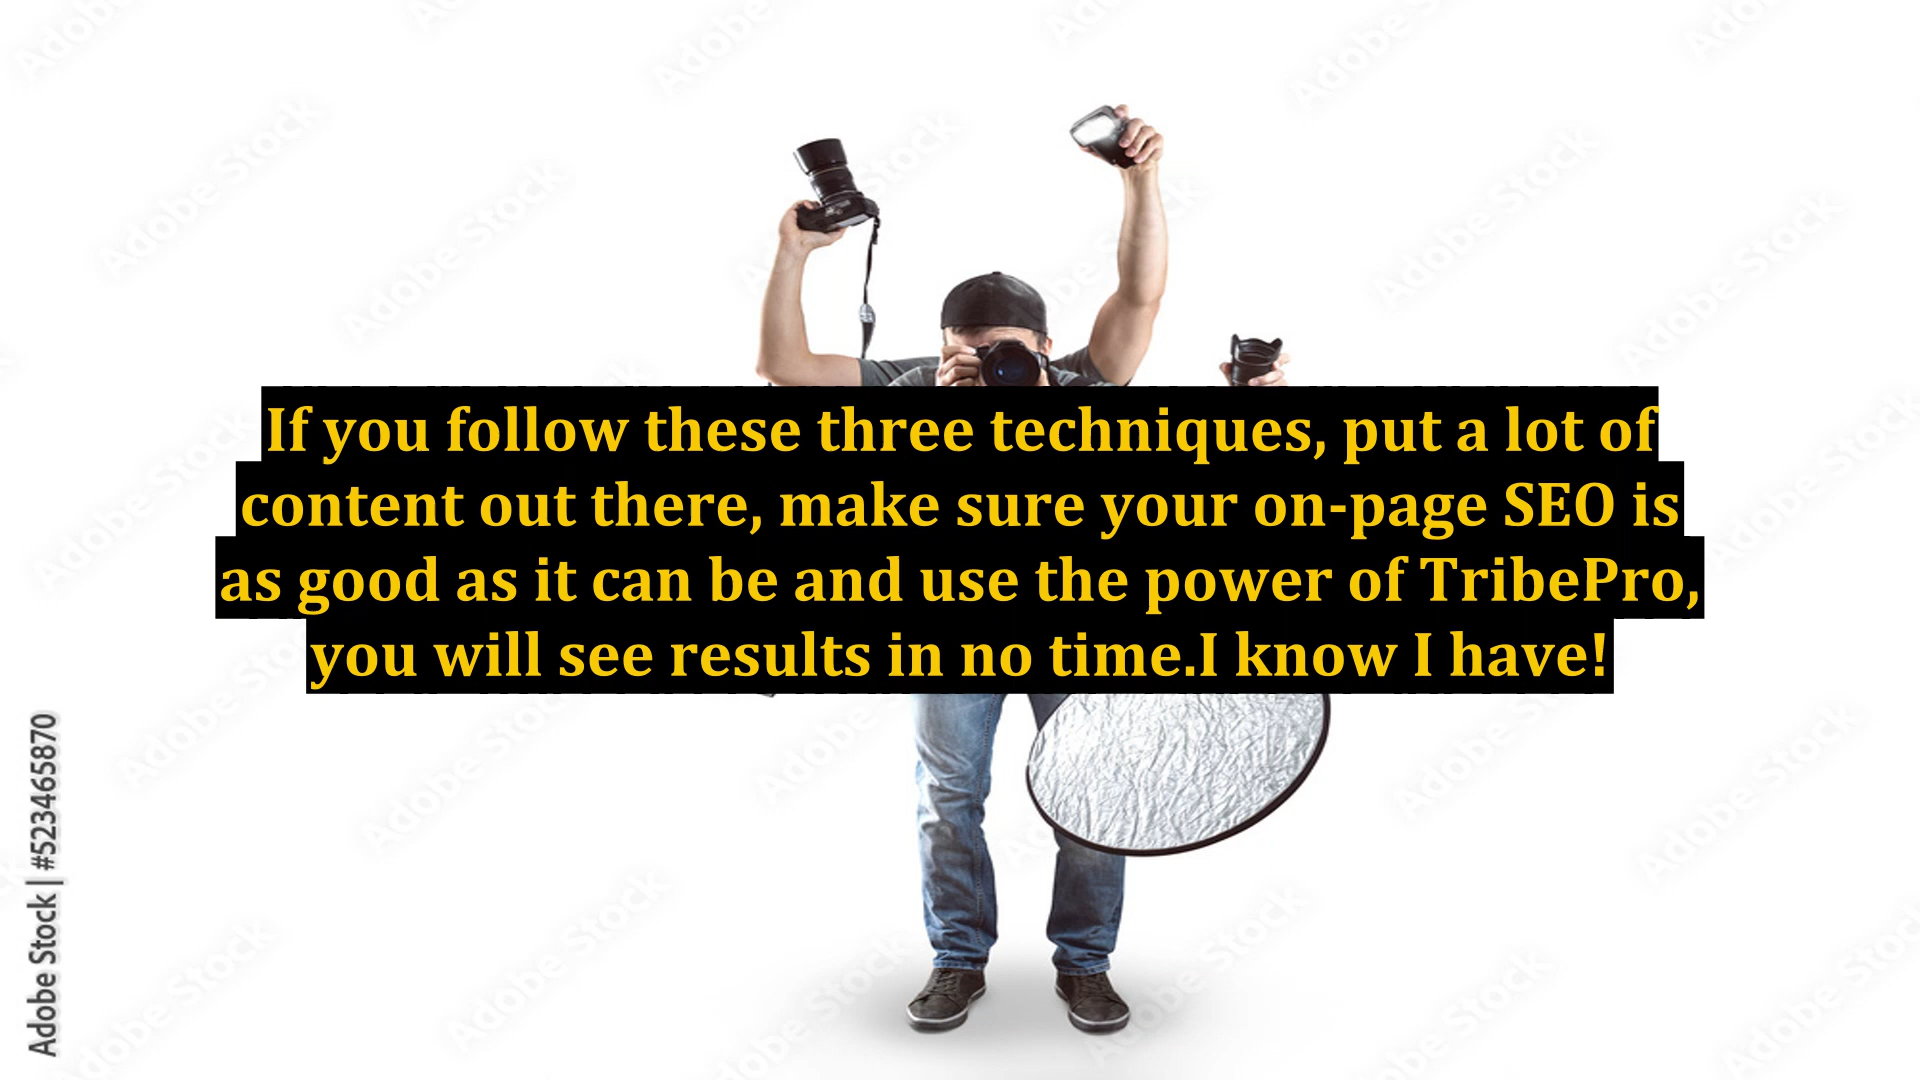 If you follow these three techniques, put a lot of
content out there, make sure your on-page SEO is
as good as it can be and use the power of TribePro,
you will see results in no time.I know I have!
Adobe Stock | #523465870